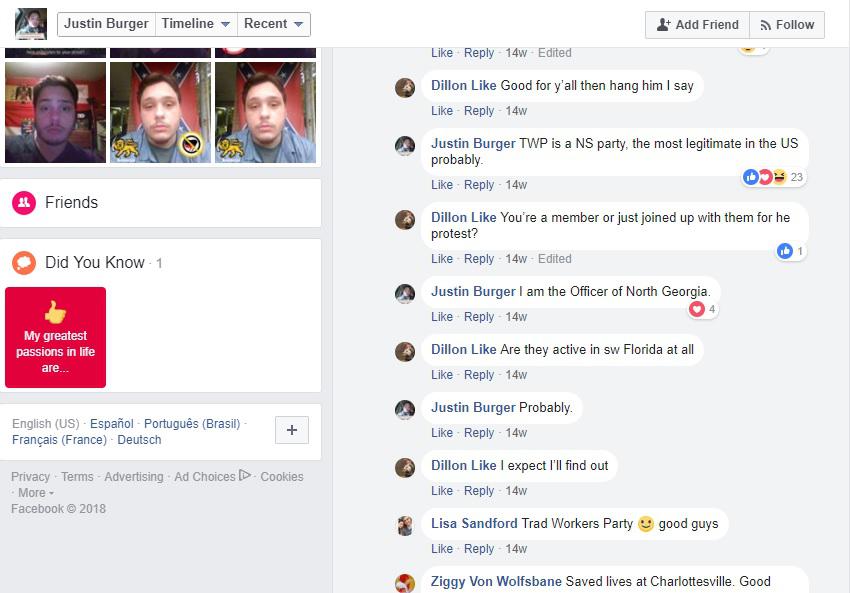 Justin Burger Timeline Recent
Add Friend Follow
Friends
Did You Know · 1
My greatest
passions in life
are...
English (US) · Español · Português (Brasil) ·
Français (France) · Deutsch
Privacy · Terms · Advertising · Ad Choices · Cookies
· More
Facebook © 2018
Like · Reply · 14w · Edited
Dillon Like Good for y'all then hang him I say
Like · Reply · 14w
Justin Burger TWP is a NS party, the most legitimate in the US
probably.
23
Like · Reply · 14w
Dillon Like You're a member or just joined up with them for he
protest?
1
Like · Reply · 14w · Edited
Justin Burger I am the Officer of North Georgia.
4
Like · Reply · 14w
Dillon Like Are they active in sw Florida at all
Like · Reply · 14w
Justin Burger Probably.
Like · Reply · 14w
Dillon Like I expect I'll find out
Like · Reply · 14w
Lisa Sandford Trad Workers Party 🙂 good guys
Like · Reply · 14w
Ziggy Von Wolfsbane Saved lives at Charlottesville. Good